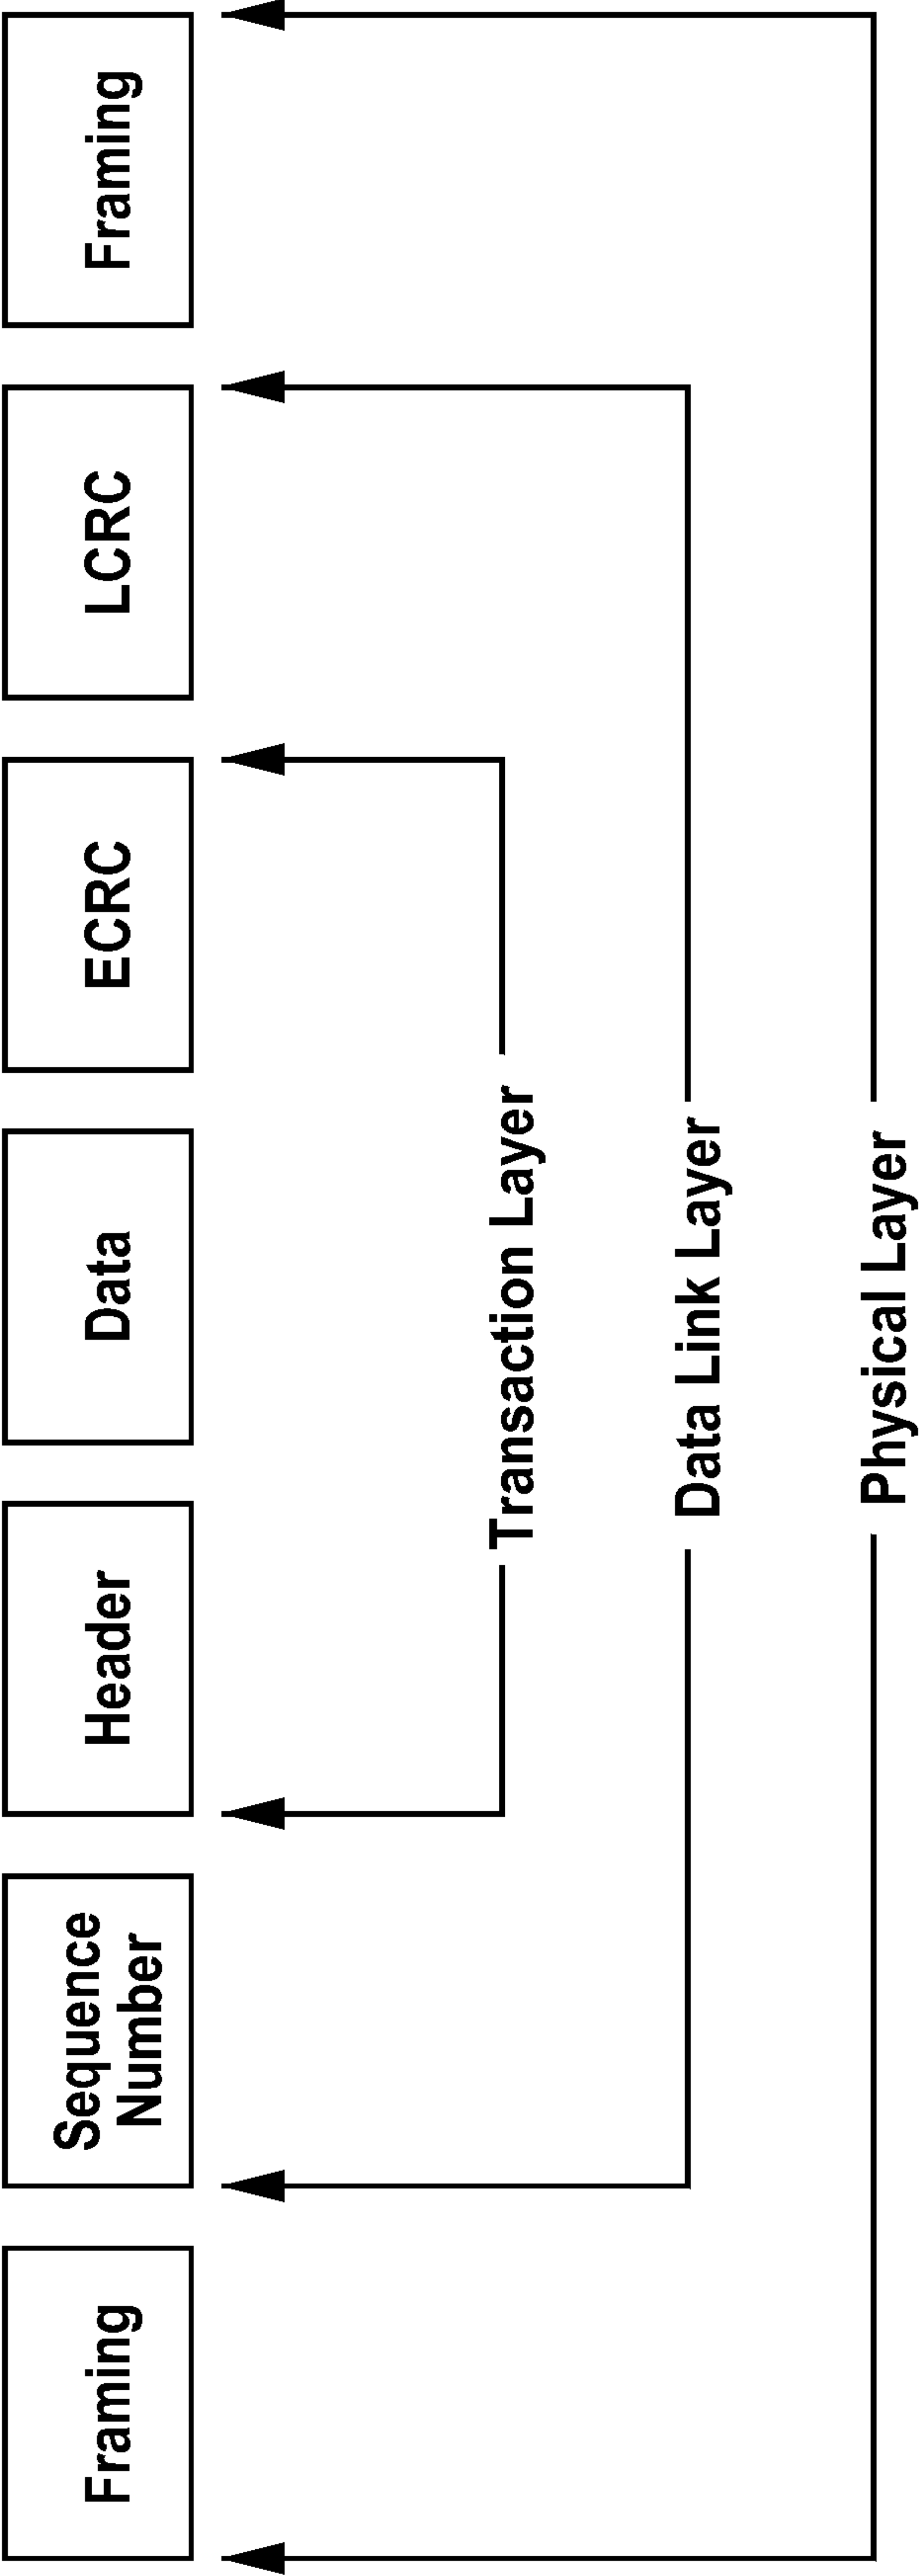 Framing
Sequence
Number
Header
Data
ECRC
LCRC
Framing
Transaction Layer
Data Link Layer
Physical Layer